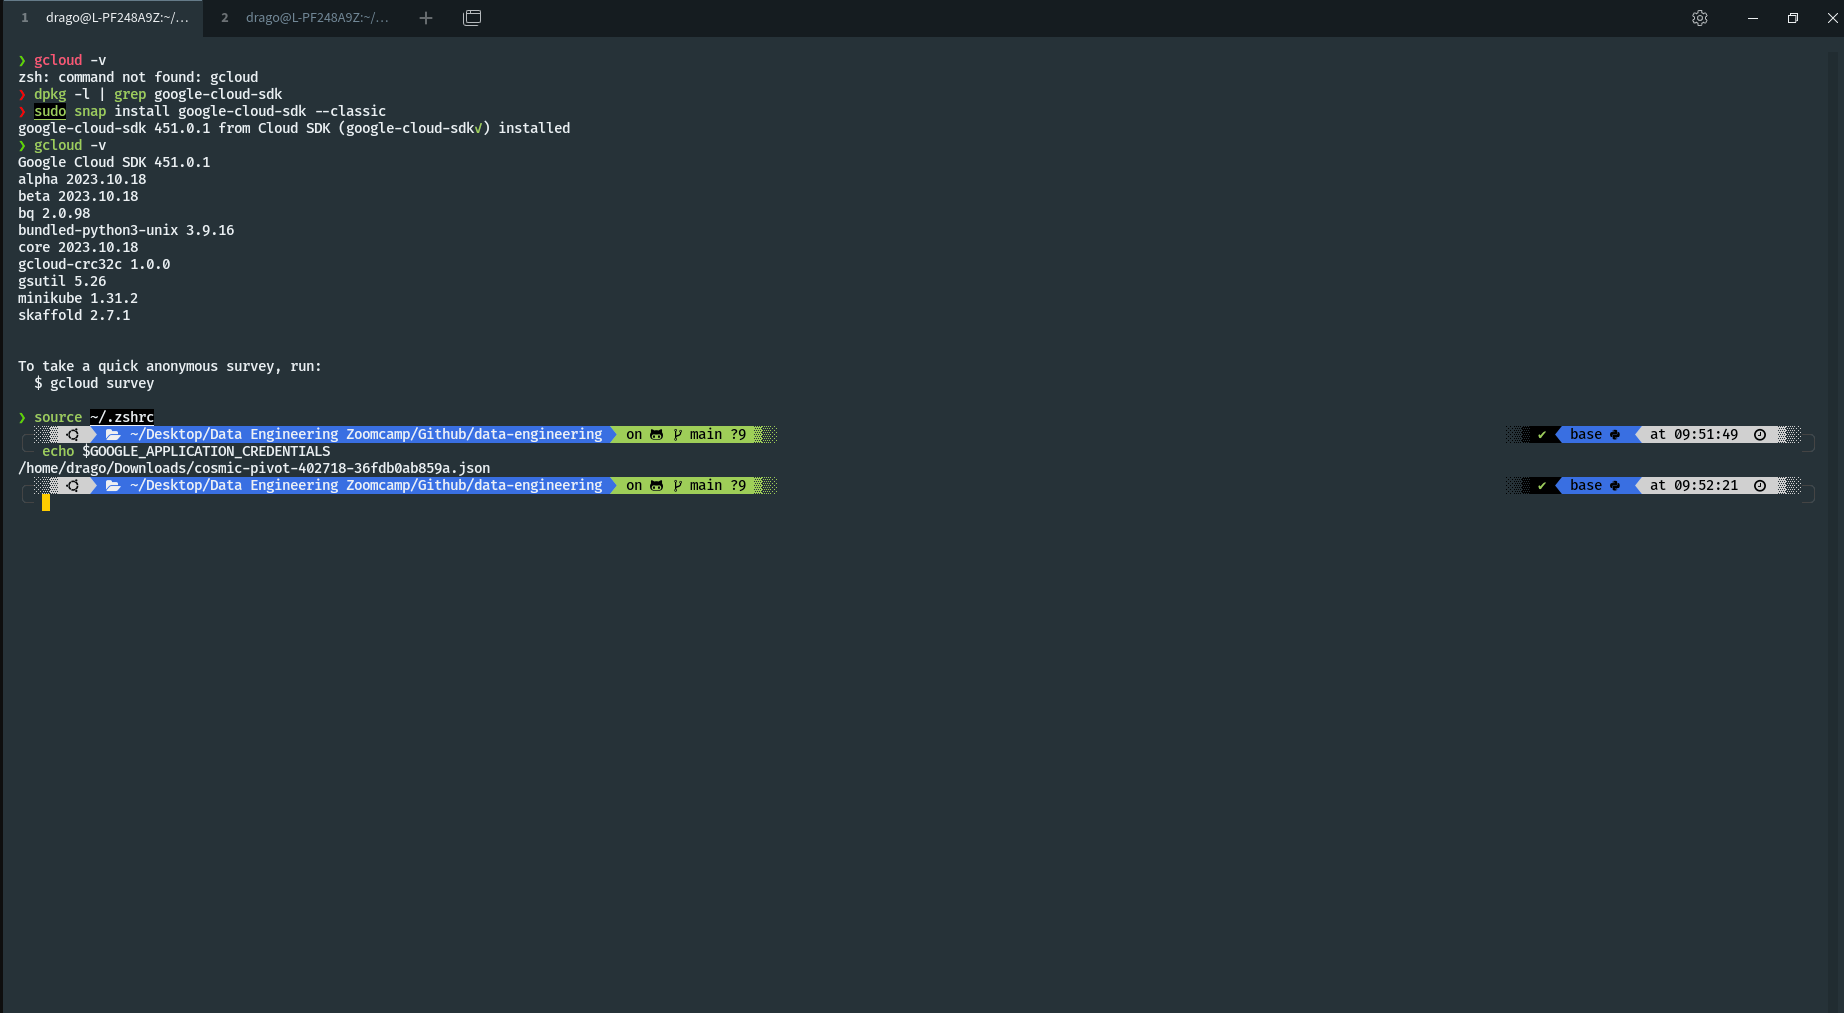 1 drago@L-PF248A9Z:~/... 2 drago@L-PF248A9Z:~/...
❯ gcloud -v
zsh: command not found: gcloud
❯ dpkg -l | grep google-cloud-sdk
❯ sudo snap install google-cloud-sdk --classic
google-cloud-sdk 451.0.1 from Cloud SDK (google-cloud-sdk✓) installed
❯ gcloud -v
Google Cloud SDK 451.0.1
alpha 2023.10.18
beta 2023.10.18
bq 2.0.98
bundled-python3-unix 3.9.16
core 2023.10.18
gcloud-crc32c 1.0.0
gsutil 5.26
minikube 1.31.2
skaffold 2.7.1
To take a quick anonymous survey, run:
$ gcloud survey
❯ source ~/.zshrc
~/Desktop/Data Engineering Zoomcamp/Github/data-engineering on main ?9 ✔ base at 09:51:49
echo $GOOGLE_APPLICATION_CREDENTIALS
/home/drago/Downloads/cosmic-pivot-402718-36fdb0ab859a.json
~/Desktop/Data Engineering Zoomcamp/Github/data-engineering on main ?9 ✔ base at 09:52:21